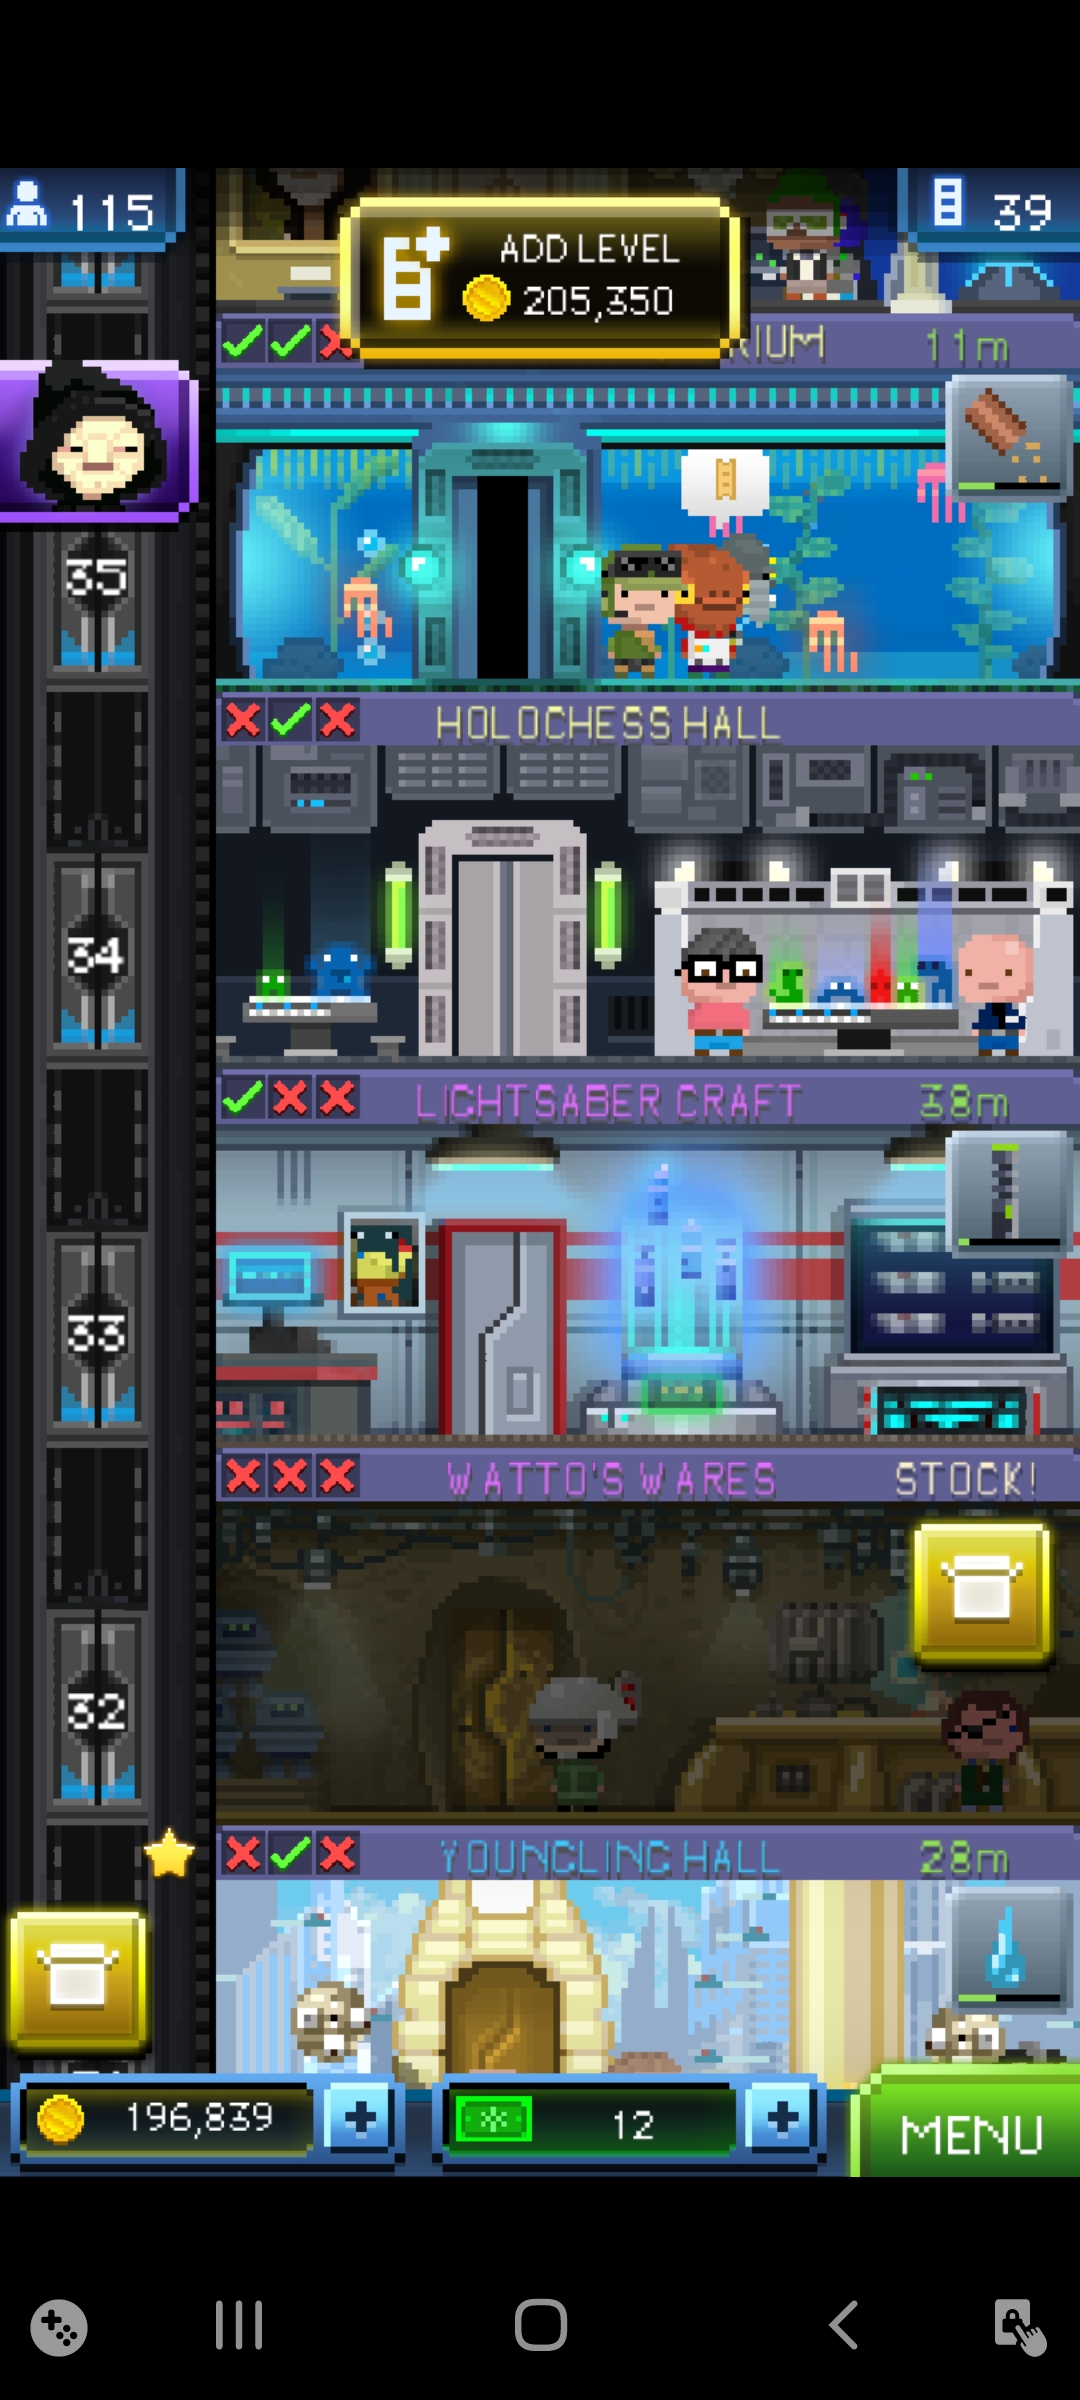 115
39
ADD LEVEL
205,350
RIUM 11m
35
HOLOCHESS HALL
34
LIGHTSABER CRAFT 38m
33
WATTO'S WARES STOCK!
32
YOUNGLING HALL 28m
196,839
12
MENU